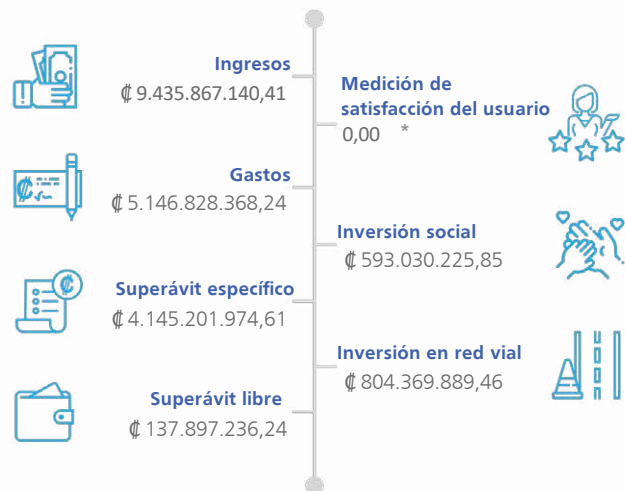 Ingresos
₡ 9.435.867.140,41
Medición de
satisfacción del usuario
0,00 *
Gastos
₡ 5.146.828.368,24
Inversión social
₡ 593.030.225,85
Superávit específico
₡ 4.145.201.974,61
Inversión en red vial
₡ 804.369.889,46
Superávit libre
₡ 137.897.236,24